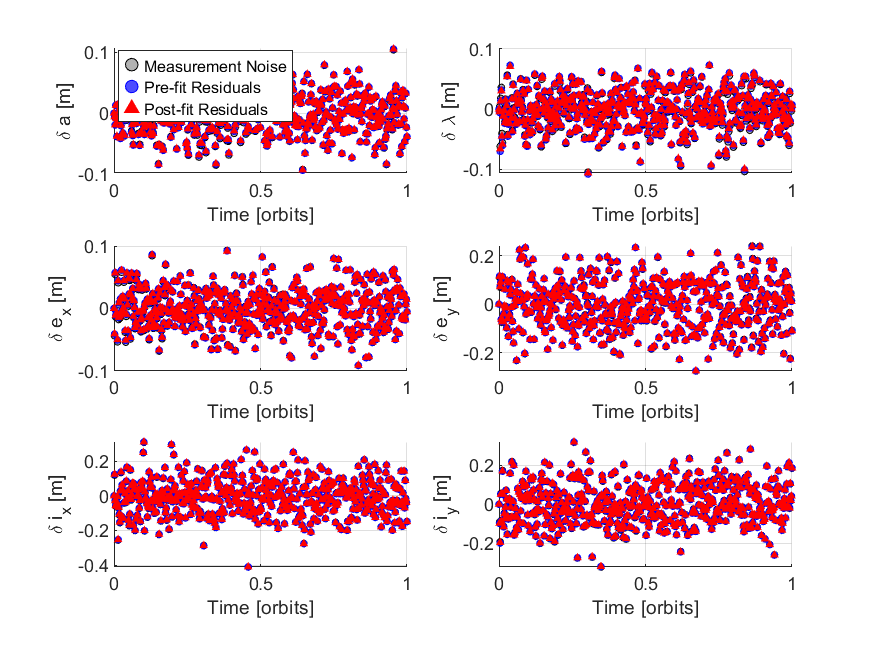 0.1
0
-0.1
δ a [m]
Measurement Noise
Pre-fit Residuals
Post-fit Residuals
0 0.5 1
Time [orbits]
0.1
0
-0.1
δ λ [m]
0 0.5 1
Time [orbits]
0.1
0
-0.1
δ e_x [m]
0 0.5 1
Time [orbits]
0.2
0
-0.2
δ e_y [m]
0 0.5 1
Time [orbits]
0.2
0
-0.2
-0.4
δ i_x [m]
0 0.5 1
Time [orbits]
0.2
0
-0.2
δ i_y [m]
0 0.5 1
Time [orbits]